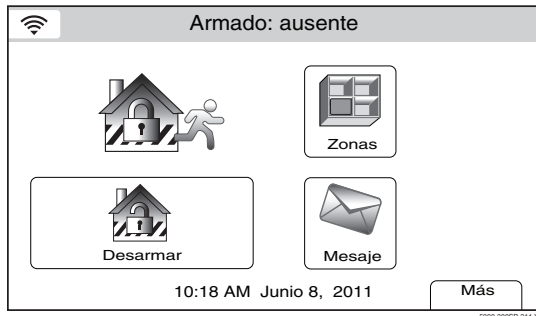 Armado: ausente
Zonas
Desarmar
Mesaje
10:18 AM Junio 8, 2011
Más